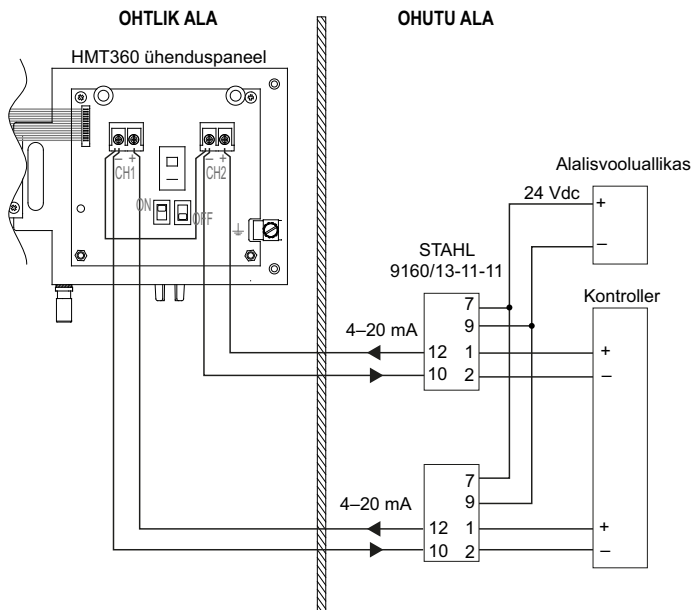 OHTLIK ALA
OHUTU ALA
HMT360 ühenduspaneel
– +
CH1
– +
CH2
ON
OFF
Alalisvooluallikas
24 Vdc
+
–
STAHL
9160/13-11-11
Kontroller
7
9
4–20 mA
12 1
10 2
+
–
7
9
4–20 mA
12 1
10 2
+
–